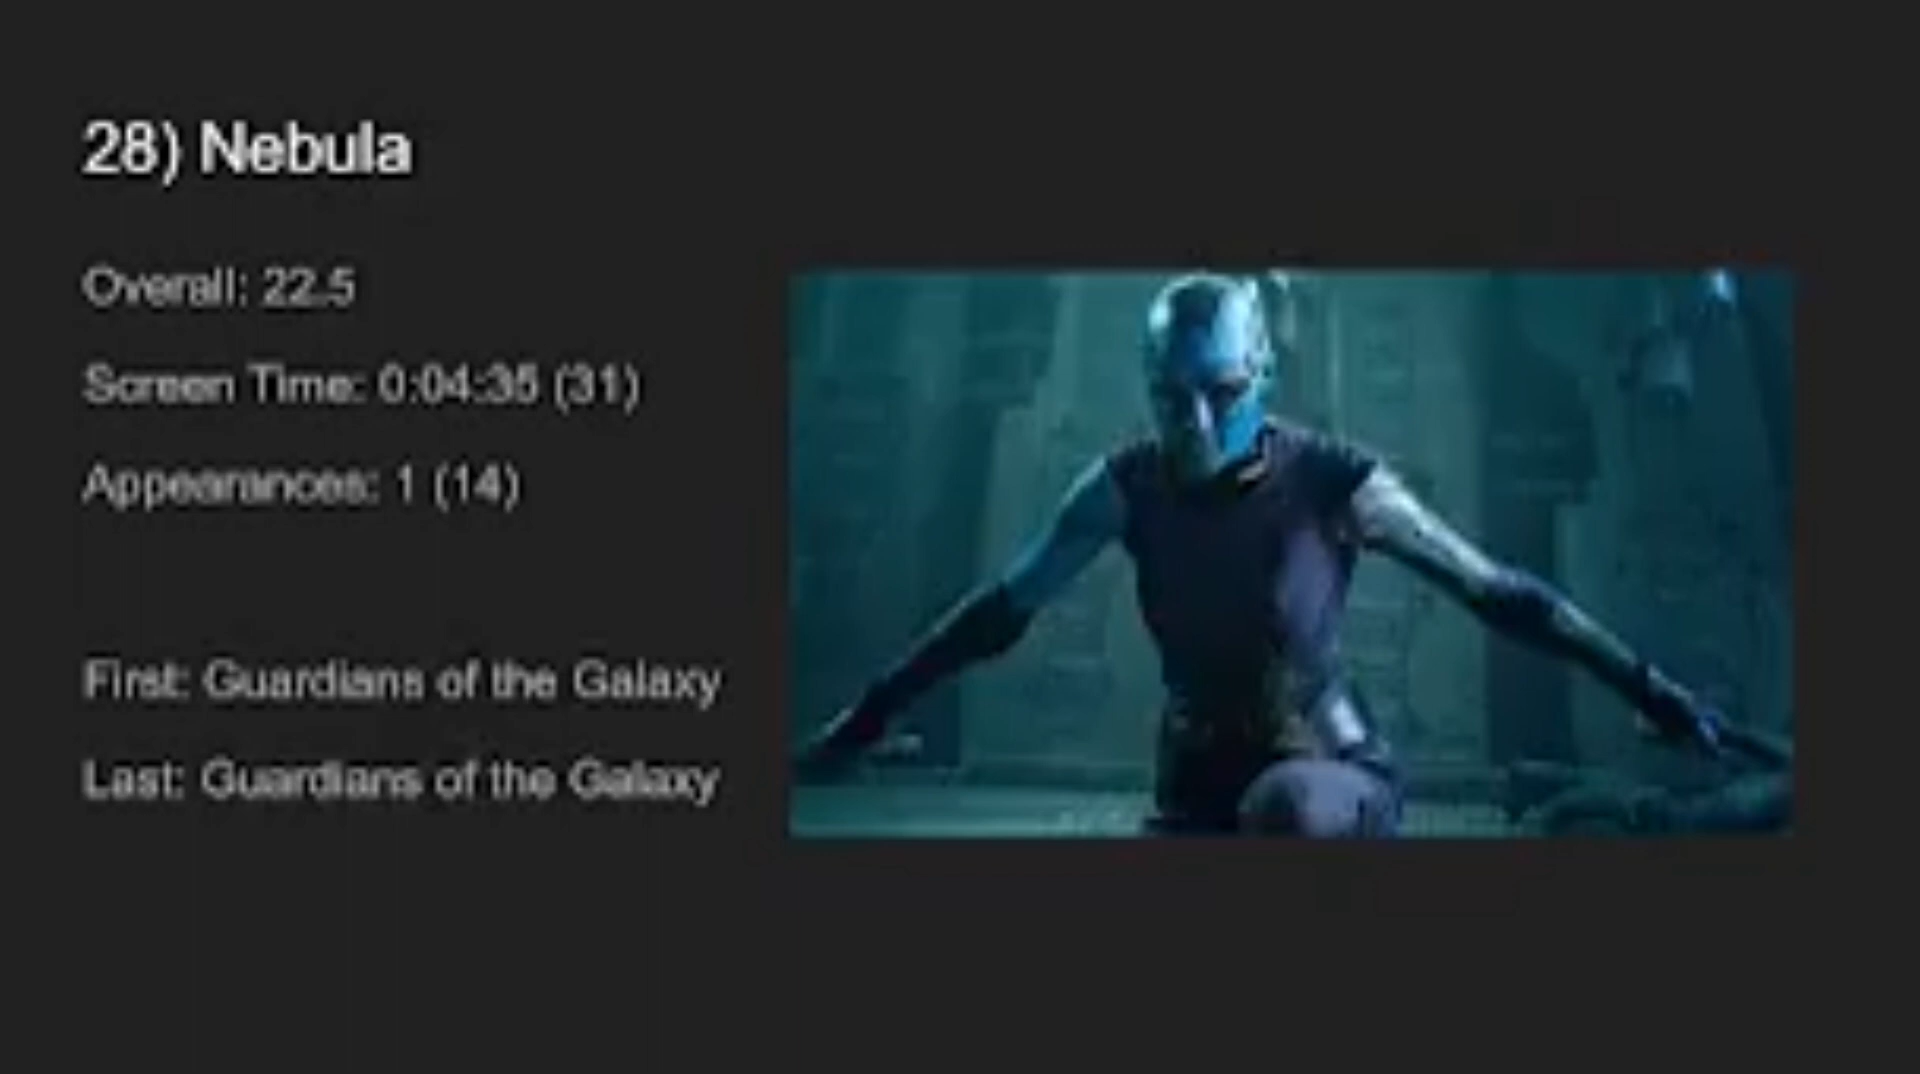 28) Nebula
Overall: 22.5
Screen Time: 0:04:35 (31)
Appearances: 1 (14)
First: Guardians of the Galaxy
Last: Guardians of the Galaxy